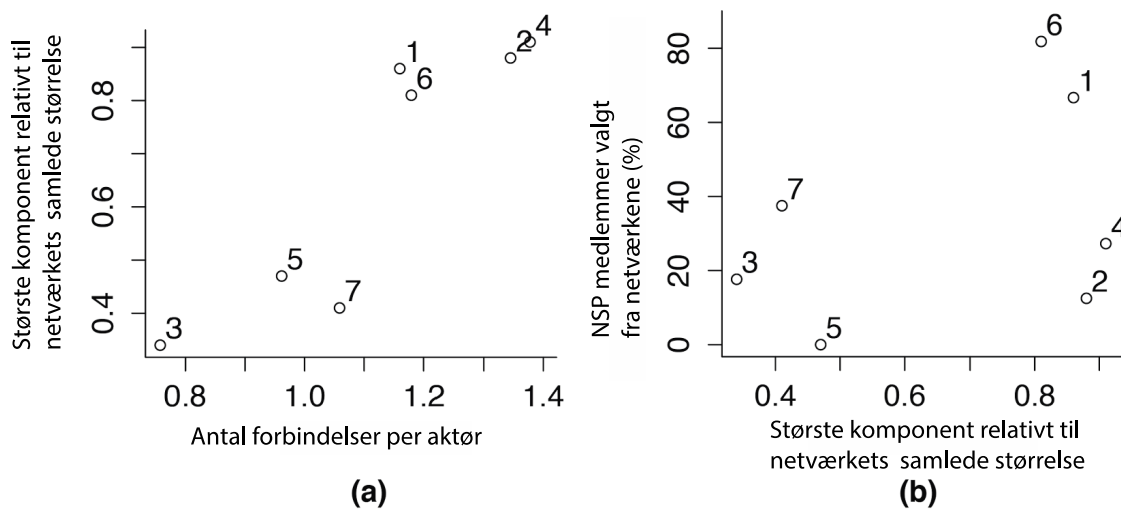 Største komponent relativt til
netværkets samlede størrelse
0.8
0.6
0.4
1
2
4
6
5
7
3
0.8 1.0 1.2 1.4
Antal forbindelser per aktør
(a)
NSP medlemmer valgt
fra netværkene (%)
80
60
40
20
0
6
1
7
4
3
2
5
0.4 0.6 0.8
Største komponent relativt til
netværkets samlede størrelse
(b)